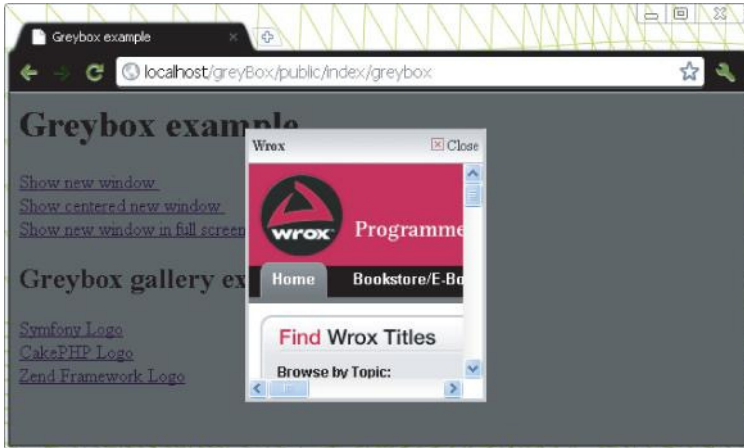 Greybox example
localhost/greyBox/public/index/greybox
Greybox example
Show new window
Show centered new window
Show new window in full screen
Greybox gallery ex
Symfony Logo
CakePHP Logo
Zend Framework Logo
Wrox
Close
wrox
Programme
Home
Bookstore/E-Bo
Find Wrox Titles
Browse by Topic: